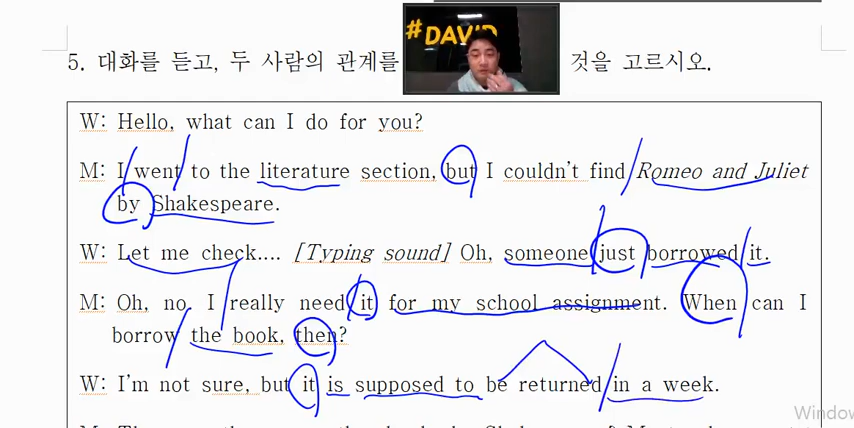 #DAVID
5. 대화를 듣고, 두 사람의 관계를 것을 고르시오.
W: Hello, what can I do for you?
M: I went to the literature section, but I couldn't find Romeo and Juliet
by Shakespeare.
W: Let me check.... [Typing sound] Oh, someone just borrowed it.
M: Oh, no. I really need it for my school assignment. When can I
borrow the book, then?
W: I'm not sure, but it is supposed to be returned in a week.
Window